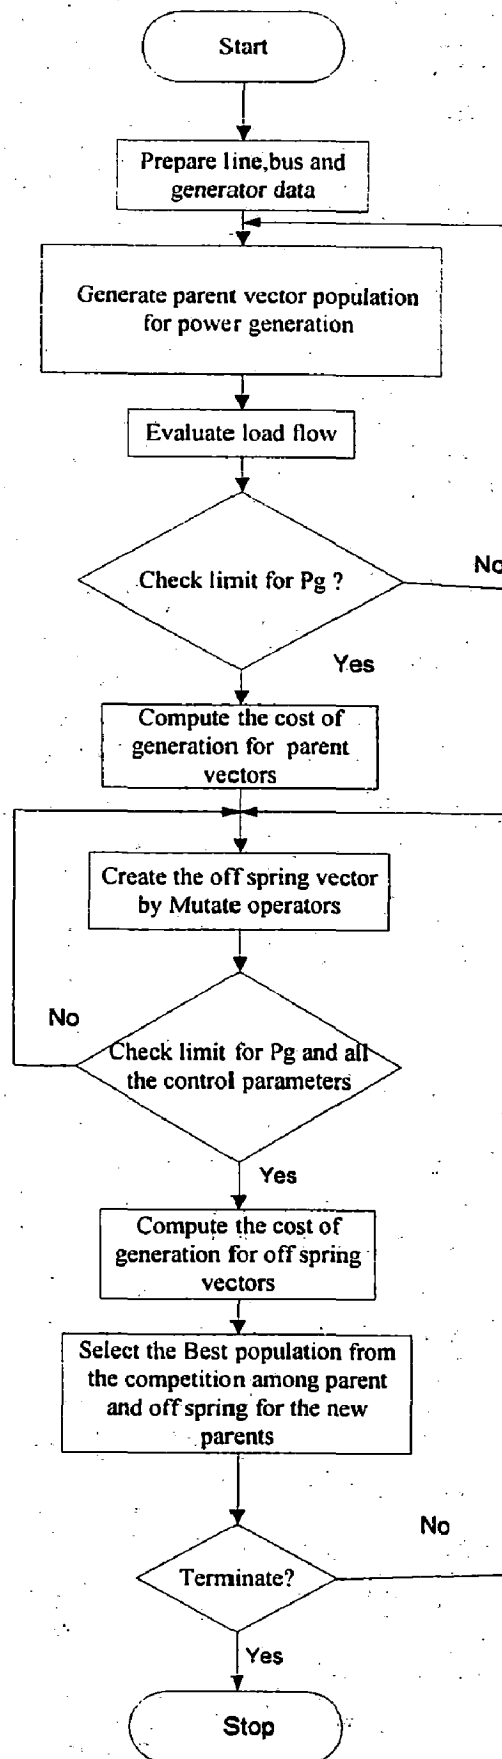 Start
Prepare line,bus and
generator data
Generate parent vector population
for power generation
Evaluate load flow
Check limit for Pg ?
No
Yes
Compute the cost of
generation for parent
vectors
Create the off spring vector
by Mutate operators
No
Check limit for Pg and all
the control parameters
Yes
Compute the cost of
generation for off spring
vectors
Select the Best population from
the competition among parent
and off spring for the new
parents
No
Terminate?
Yes
Stop